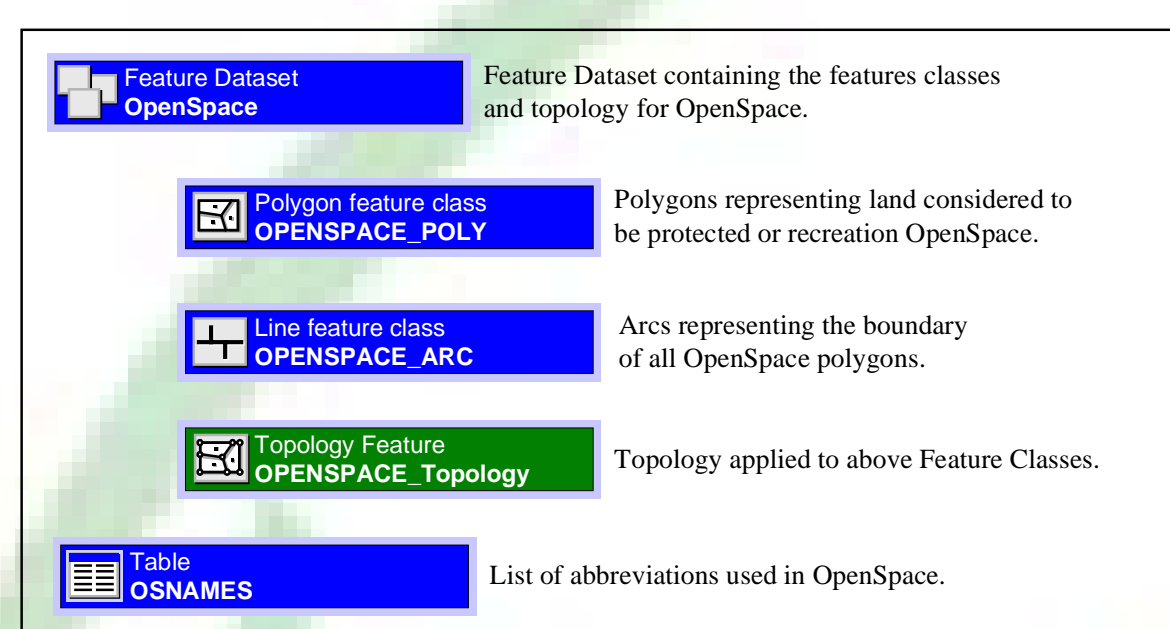 Feature Dataset
OpenSpace
Feature Dataset containing the features classes
and topology for OpenSpace.
Polygon feature class
OPENSPACE_POLY
Polygons representing land considered to
be protected or recreation OpenSpace.
Line feature class
OPENSPACE_ARC
Arcs representing the boundary
of all OpenSpace polygons.
Topology Feature
OPENSPACE_Topology
Topology applied to above Feature Classes.
Table
OSNAMES
List of abbreviations used in OpenSpace.